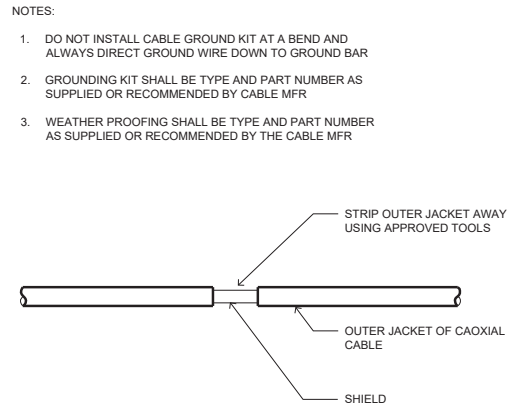 NOTES:
1. DO NOT INSTALL CABLE GROUND KIT AT A BEND AND
ALWAYS DIRECT GROUND WIRE DOWN TO GROUND BAR
2. GROUNDING KIT SHALL BE TYPE AND PART NUMBER AS
SUPPLIED OR RECOMMENDED BY CABLE MFR
3. WEATHER PROOFING SHALL BE TYPE AND PART NUMBER
AS SUPPLIED OR RECOMMENDED BY THE CABLE MFR
STRIP OUTER JACKET AWAY
USING APPROVED TOOLS
OUTER JACKET OF CAOXIAL
CABLE
SHIELD